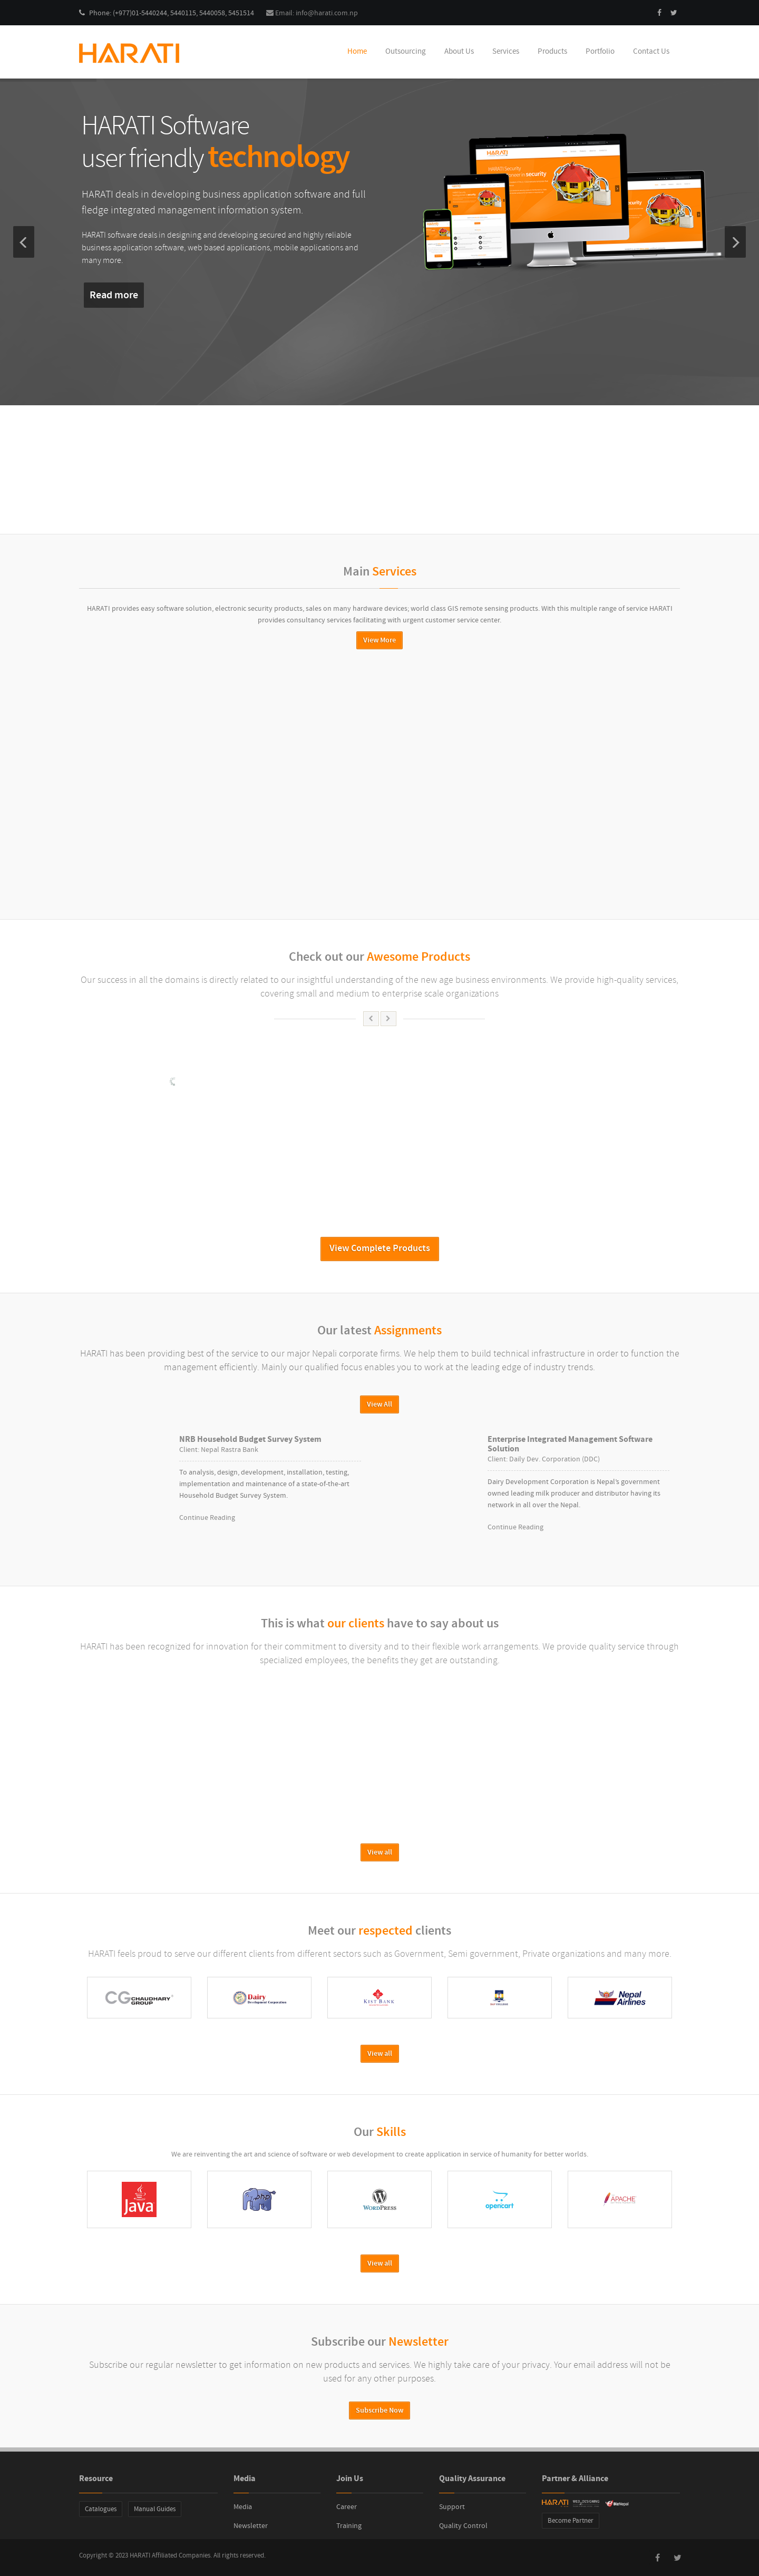 Phone: (+977)01-5440244, 5440115, 5440058, 5451514 Email: info@harati.com.np
HARATI
Home Outsourcing About Us Services Products Portfolio Contact Us
HARATI Software
user friendly technology
HARATI deals in developing business application software and full
fledge integrated management information system.
HARATI software deals in designing and developing secured and highly reliable
business application software, web based applications, mobile applications and
many more.
Read more
Main Services
HARATI provides easy software solution, electronic security products, sales on many hardware devices; world class GIS remote sensing products. With this multiple range of service HARATI
provides consultancy services facilitating with urgent customer service center.
View More
Check out our Awesome Products
Our success in all the domains is directly related to our insightful understanding of the new age business environments. We provide high-quality services,
covering small and medium to enterprise scale organizations
View Complete Products
Our latest Assignments
HARATI has been providing best of the service to our major Nepali corporate firms. We help them to build technical infrastructure in order to function the
management efficiently. Mainly our qualified focus enables you to work at the leading edge of industry trends.
View All
NRB Household Budget Survey System
Client: Nepal Rastra Bank
To analysis, design, development, installation, testing,
implementation and maintenance of a state-of-the-art
Household Budget Survey System.
Continue Reading
Enterprise Integrated Management Software
Solution
Client: Daily Dev. Corporation (DDC)
Dairy Development Corporation is Nepal's government
owned leading milk producer and distributor having its
network in all over the Nepal.
Continue Reading
This is what our clients have to say about us
HARATI has been recognized for innovation for their commitment to diversity and to their flexible work arrangements. We provide quality service through
specialized employees; the benefits they get are outstanding.
View all
Meet our respected clients
HARATI feels proud to serve our different clients from different sectors such as Government, Semi government, Private organizations and many more.
CG CHAUDHARY GROUP
Dairy Development Corporation
KIST BANK
Nepal Airlines
View all
Our Skills
We are reinventing the art and science of software or web development to create application in service of humanity for better worlds.
Java
php
WORDPRESS
opencart
APACHE
View all
Subscribe our Newsletter
Subscribe our regular newsletter to get information on new products and services. We highly take care of your privacy. Your email address will not be
used for any other purposes.
Subscribe Now
Resource
Catalogues Manual Guides
Media
Media
Newsletter
Join Us
Career
Training
Quality Assurance
Support
Quality Control
Partner & Alliance
HARATI
Become Partner
Copyright © 2023 HARATI Affiliated Companies. All rights reserved.